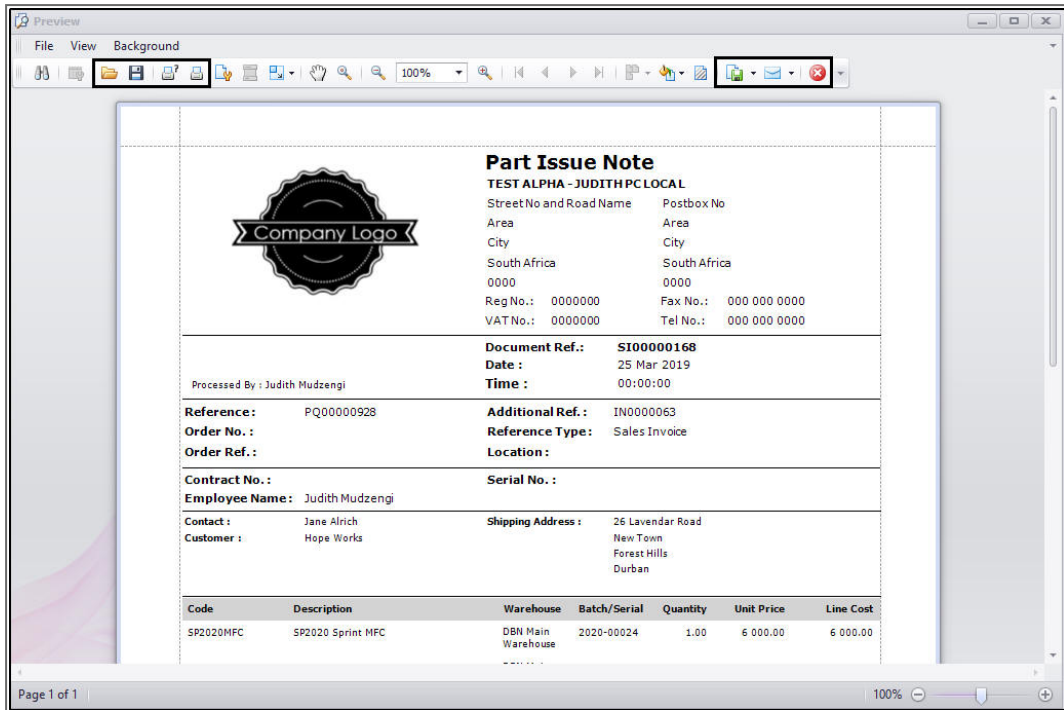 Preview
File View Background
100%
Company Logo
Part Issue Note
TEST ALPHA - JUDITH PC LOCAL
Street No and Road Name Postbox No
Area Area
City City
South Africa South Africa
0000 0000
Reg No.: 0000000 Fax No.: 000 000 0000
VAT No.: 0000000 Tel No.: 000 000 0000
Document Ref.: SI00000168
Date : 25 Mar 2019
Processed By : Judith Mudzengi Time : 00:00:00
Reference: PQ00000928 Additional Ref. : IN0000063
Order No. : Reference Type: Sales Invoice
Order Ref. : Location :
Contract No. : Serial No. :
Employee Name: Judith Mudzengi
Contact : Jane Alrich Shipping Address : 26 Lavendar Road
Customer : Hope Works New Town
Forest Hills
Durban
Code Description Warehouse Batch/Serial Quantity Unit Price Line Cost
SP2020MFC SP2020 Sprint MFC DBN Main 2020-00024 1.00 6 000.00 6 000.00
Warehouse
Page 1 of 1 100%